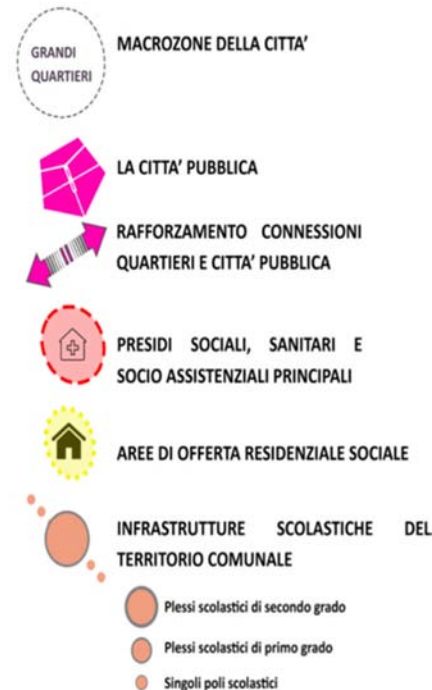 GRANDI
QUARTIERI
MACROZONE DELLA CITTA'
LA CITTA' PUBBLICA
RAFFORZAMENTO CONNESSIONI
QUARTIERI E CITTA' PUBBLICA
PRESIDI SOCIALI, SANITARI E
SOCIO ASSISTENZIALI PRINCIPALI
AREE DI OFFERTA RESIDENZIALE SOCIALE
INFRASTRUTTURE SCOLASTICHE DEL
TERRITORIO COMUNALE
Plessi scolastici di secondo grado
Plessi scolastici di primo grado
Singoli poli scolastici